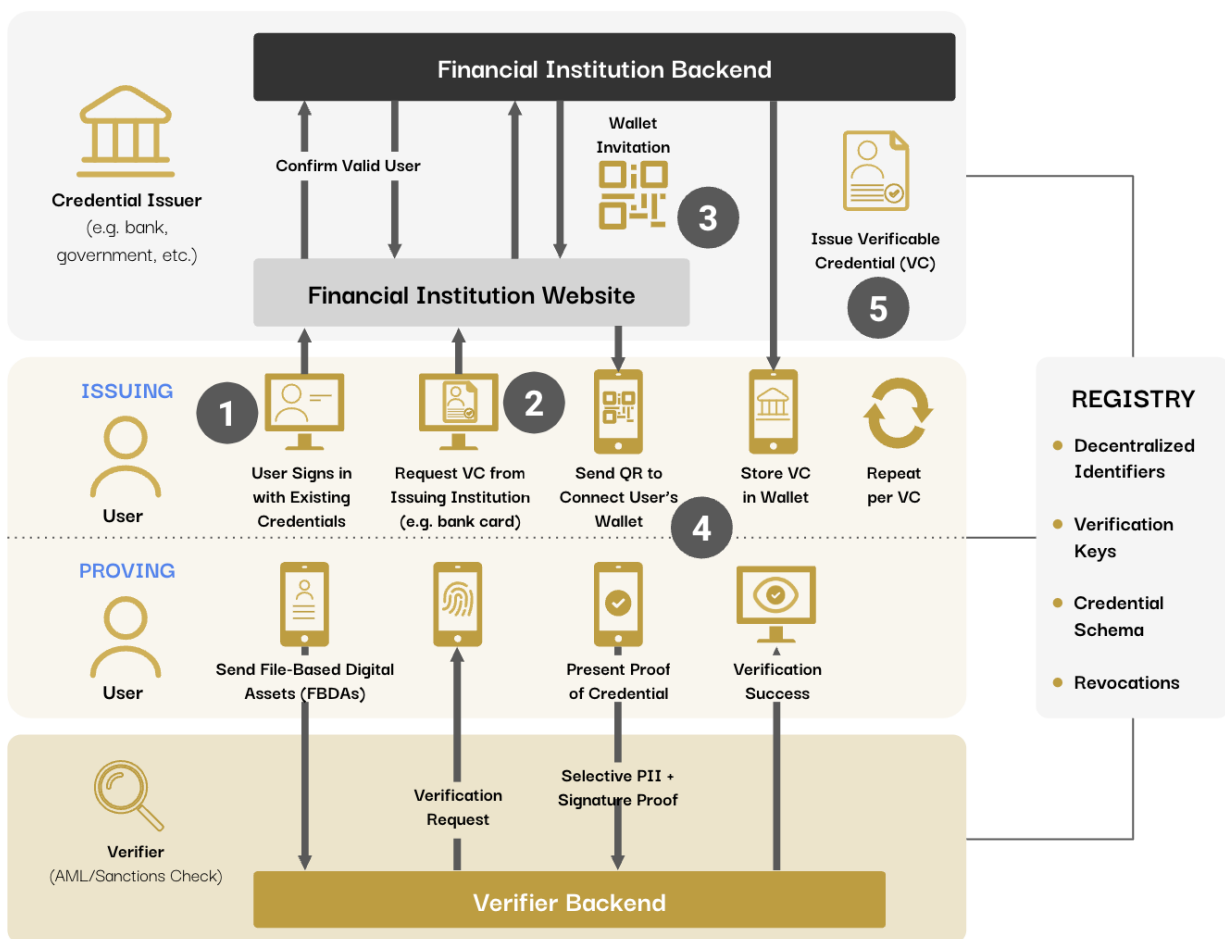 Financial Institution Backend
Credential Issuer
(e.g. bank,
government, etc.)
Confirm Valid User
Wallet
Invitation
3
Issue Verifiable
Credential (VC)
5
Financial Institution Website
ISSUING
User
1
User Signs in
with Existing
Credentials
2
Request VC from
Issuing Institution
(e.g. bank card)
Send QR to
Connect User's
Wallet
4
Store VC
in Wallet
Repeat
per VC
PROVING
User
Send File-Based Digital
Assets (FBDAs)
Present Proof
of Credential
Verification
Success
Verifier
(AML/Sanctions Check)
Verification
Request
Selective PII +
Signature Proof
Verifier Backend
REGISTRY
Decentralized
Identifiers
Verification
Keys
Credential
Schema
Revocations